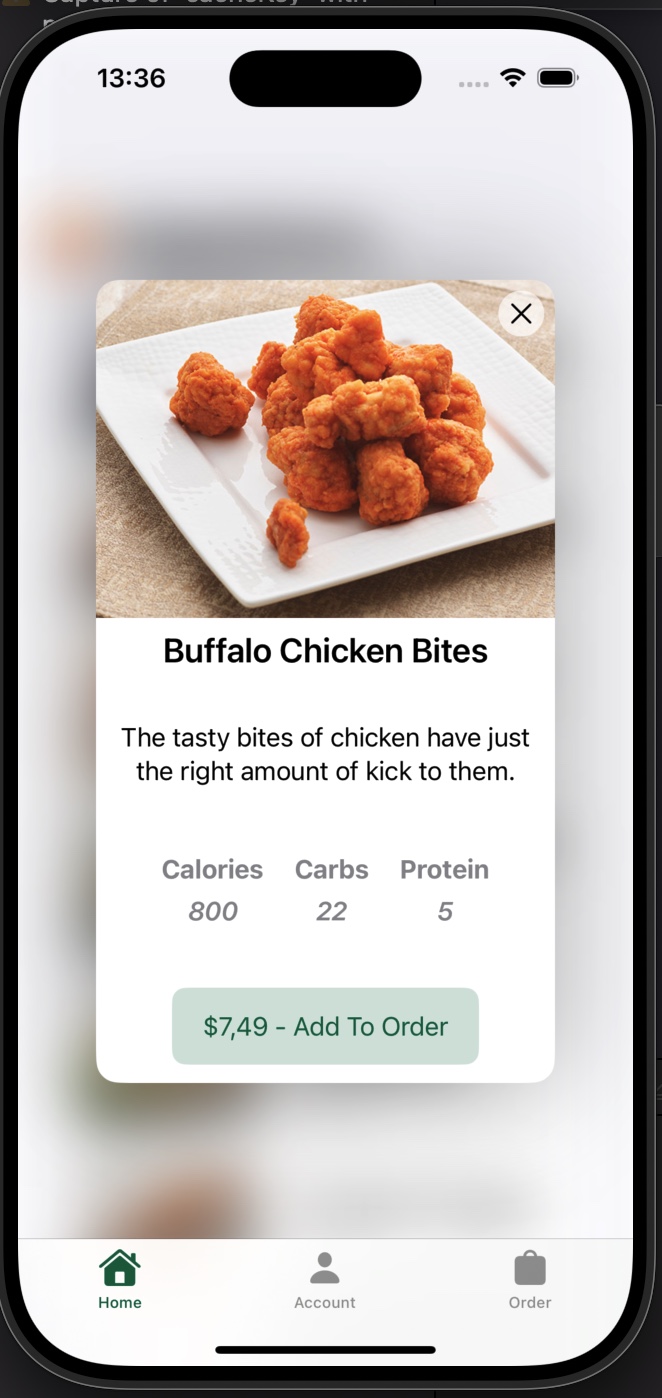 13:36
Buffalo Chicken Bites
The tasty bites of chicken have just
the right amount of kick to them.
Calories Carbs Protein
800 22 5
$7,49 - Add To Order
Home Account Order